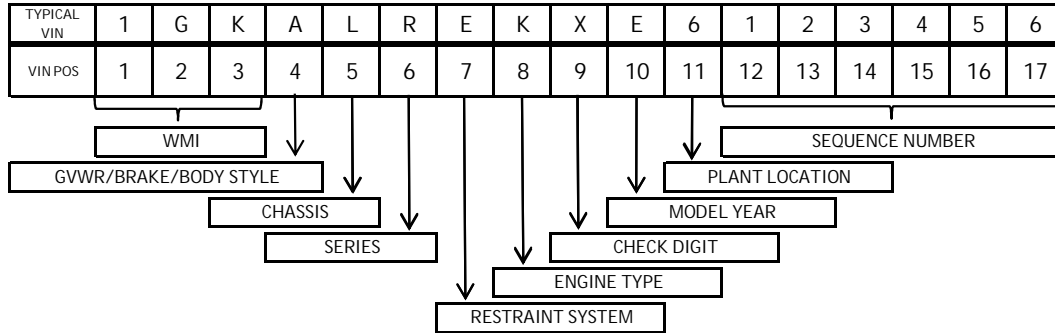 TYPICAL VIN 1 G K A L R E K X E 6 1 2 3 4 5 6
VIN POS 1 2 3 4 5 6 7 8 9 10 11 12 13 14 15 16 17
WMI SEQUENCE NUMBER
GVWR/BRAKE/BODY STYLE PLANT LOCATION
CHASSIS MODEL YEAR
SERIES CHECK DIGIT
ENGINE TYPE
RESTRAINT SYSTEM